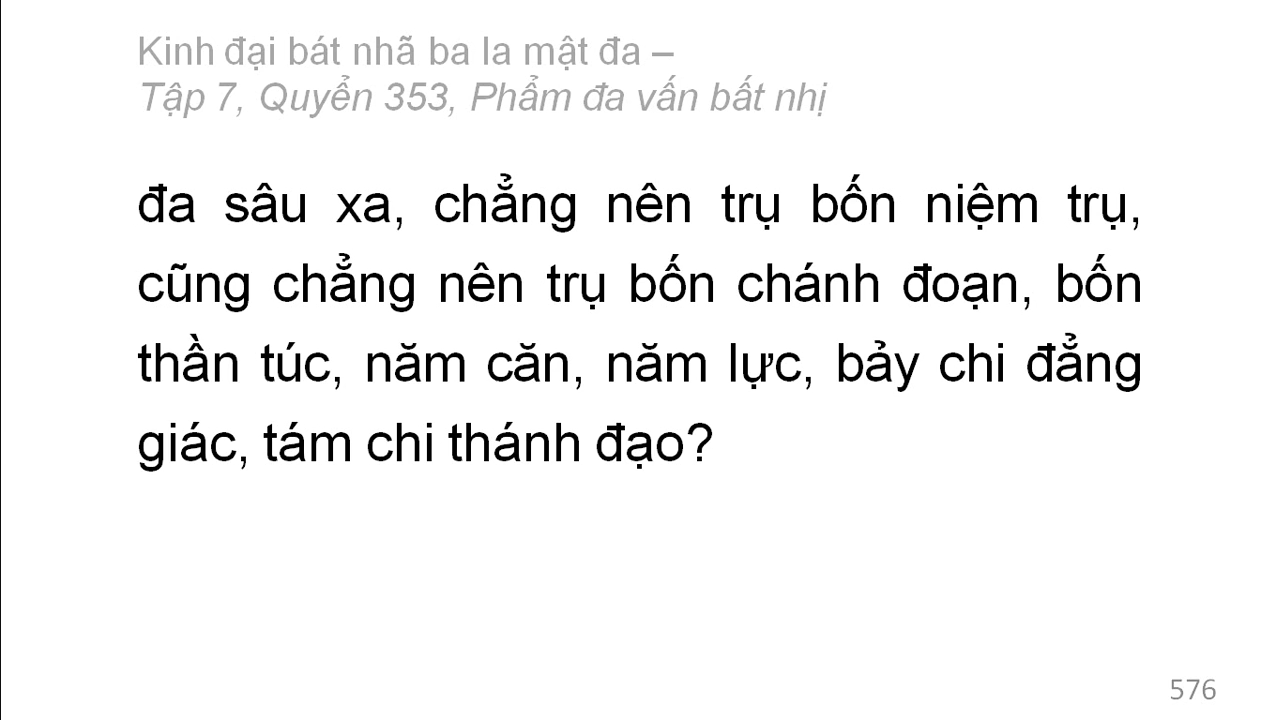 Kinh đại bát nhã ba la mật đa –
Tập 7, Quyển 353, Phẩm đa vấn bất nhị
đa sâu xa, chẳng nên trụ bốn niệm trụ,
cũng chẳng nên trụ bốn chánh đoạn, bốn
thần túc, năm căn, năm lực, bảy chi đẳng
giác, tám chi thánh đạo?
576